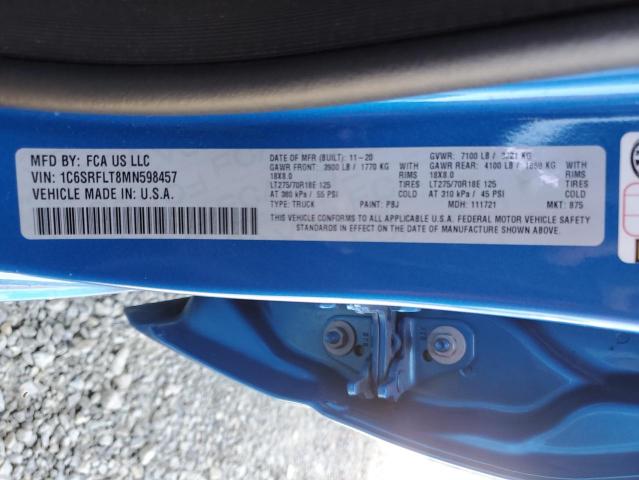 MFD BY: FCA US LLC
VIN: 1C6SRFLT8MN598457
VEHICLE MADE IN U.S.A.
DATE OF MFR (BUILT): 11-20
GAWR FRONT: 3900 LB / 1770 KG
18X8.0 RIMS
LT275/70R18E 125 TIRES
AT 380 kPa / 55 PSI COLD
TYPE: TRUCK PAINT: PBJ
GVWR: 7100 LB / KG
GAWR REAR: 4100 LB / KG
18X8.0 RIMS
LT275/70R18E 125 TIRES
AT 310 kPa / 45 PSI COLD
MDH: 111721 MKT: 875
THIS VEHICLE CONFORMS TO ALL APPLICABLE U.S.A. FEDERAL MOTOR VEHICLE SAFETY
STANDARDS IN EFFECT ON THE DATE OF MANUFACTURE SHOWN ABOVE